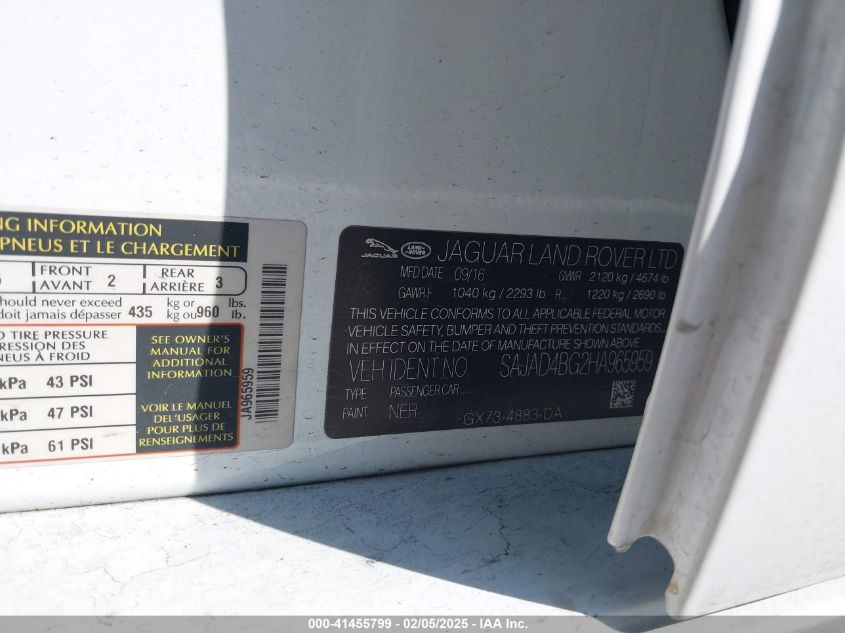 NG INFORMATION
PNEUS ET LE CHARGEMENT
FRONT
AVANT 2
REAR
ARRIÈRE 3
hould never exceed
doit jamais dépasser 435 kg or
kg ou 960 lbs.
lb.
D TIRE PRESSURE
RESSION DES
NEUS À FROID
kPa 43 PSI
kPa 47 PSI
kPa 61 PSI
SEE OWNER'S
MANUAL FOR
ADDITIONAL
INFORMATION
VOIR LE MANUEL
DE L'USAGER
POUR PLUS DE
RENSEIGNEMENTS
JA965959
JAGUAR
LAND ROVER
JAGUAR LAND ROVER LTD
MFD DATE 09/16 GVWR 2120 kg / 4674 lb
GAWR F 1040 kg / 2293 lb R 1220 kg / 2690 lb
THIS VEHICLE CONFORMS TO ALL APPLICABLE FEDERAL MOTOR
VEHICLE SAFETY, BUMPER AND THEFT PREVENTION STANDARDS
IN EFFECT ON THE DATE OF MANUFACTURE SHOWN ABOVE.
VEH IDENT. NO SAJAD4BG2HA965959
TYPE PASSENGER CAR
PAINT NER GX73-4883-DA
000-41455799 - 02/05/2025 - IAA Inc.